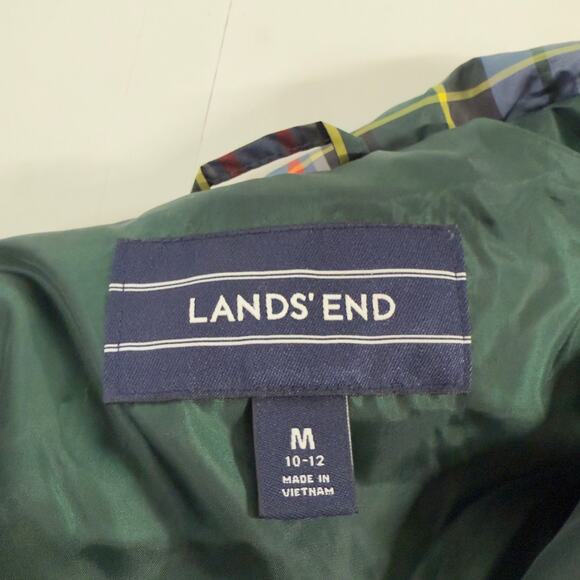 LANDS' END
M
10-12
MADE IN
VIETNAM